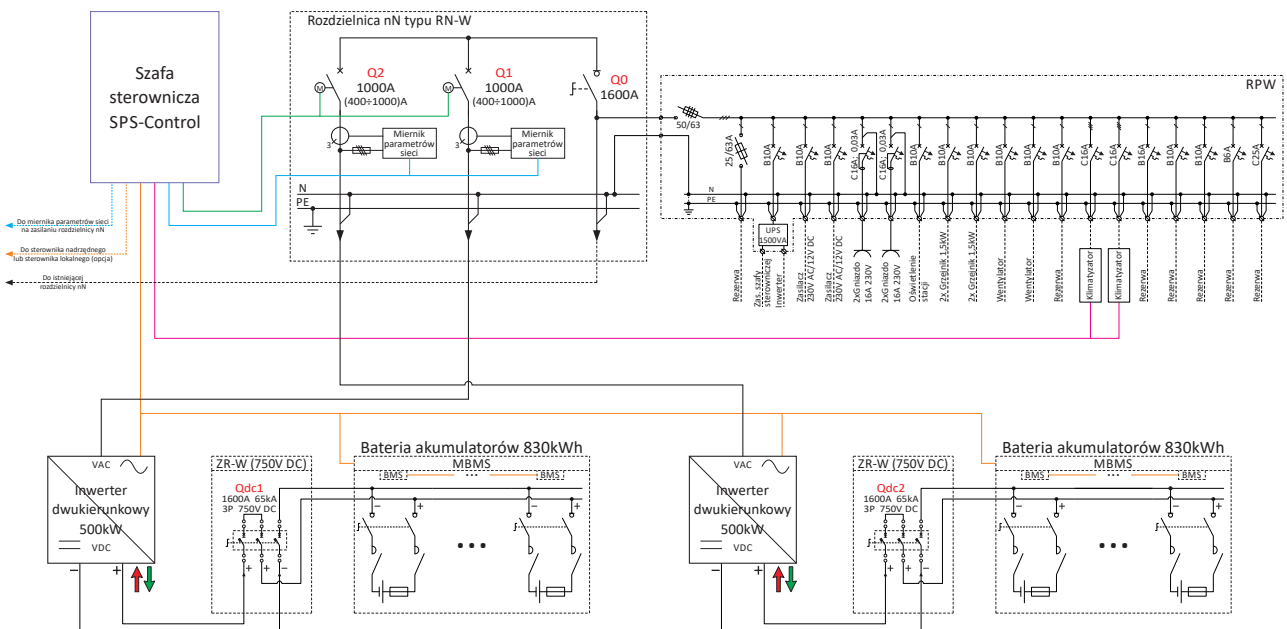 Szafa
sterownicza
SPS-Control
Do miernika parametrów sieci
na zasilaniu rozdzielnicy nN
Do sterownika nadrzędnego
lub sterownika lokalnego (opcja)
Do istniejącej
rozdzielnicy nN
Rozdzielnica nN typu RN-W
Q2
1000A
(400÷1000)A
M
Q1
1000A
(400÷1000)A
M
Q0
1600A
3
Miernik
parametrów
sieci
3
Miernik
parametrów
sieci
N
PE
RPW
50/63
25/63A
B10A
B10A
B10A
C16A; 0,03A
C16A; 0,03A
B10A
B10A
B10A
B10A
B10A
B10A
C16A
C16A
B16A
B10A
B10A
B6A
C25A
N
PE
UPS
1500VA
Rezerwa
Zas. szafy
sterowniczej
Inwerter
Zasilacz
230V AC/12V DC
Zasilacz
230V AC/12V DC
2xGniazdo
16A 230V
2xGniazdo
16A 230V
Oświetlenie
stacji
2x Grzejnik 1,5kW
2x Grzejnik 1,5kW
Wentylator
Wentylator
Rezerwa
Klimatyzator
Klimatyzator
Rezerwa
Rezerwa
Rezerwa
Rezerwa
Rezerwa
VAC
Inwerter
dwukierunkowy
500kW
VDC
− +
ZR-W (750V DC)
Qdc1
1600A 65kA
3P 750V DC
+ + −
Bateria akumulatorów 830kWh
MBMS
BMS ... BMS
− + − +
...
VAC
Inwerter
dwukierunkowy
500kW
VDC
− +
ZR-W (750V DC)
Qdc2
1600A 65kA
3P 750V DC
+ + −
Bateria akumulatorów 830kWh
MBMS
BMS ... BMS
− + − +
...